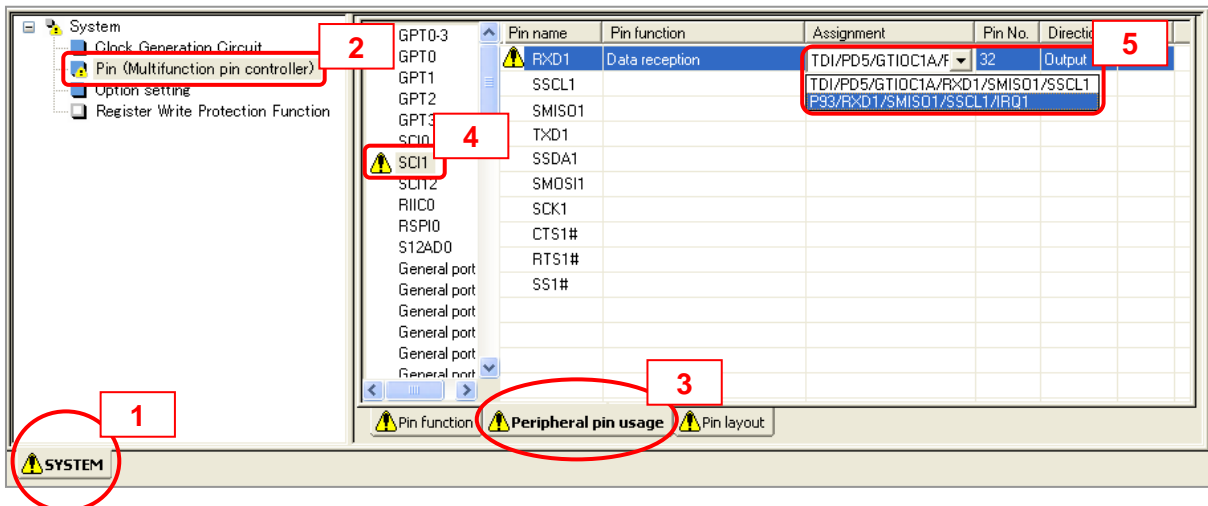 System
Clock Generation Circuit
Pin (Multifunction pin controller)
Option setting
Register Write Protection Function
2
GPT0-3
GPT0
GPT1
GPT2
GPT3
SCI0
SCI1
SCI12
RIIC0
RSPI0
S12AD0
General port
General port
General port
General port
General port
General port
4
Pin name Pin function Assignment Pin No. Directio
5
RXD1 Data reception TDI/PD5/GTIOC1A/F 32 Output
TDI/PD5/GTIOC1A/RXD1/SMISO1/SSCL1
P93/RXD1/SMISO1/SSCL1/IRQ1
SSCL1
SMISO1
TXD1
SSDA1
SMOSI1
SCK1
CTS1#
RTS1#
SS1#
3
Pin function Peripheral pin usage Pin layout
1
SYSTEM